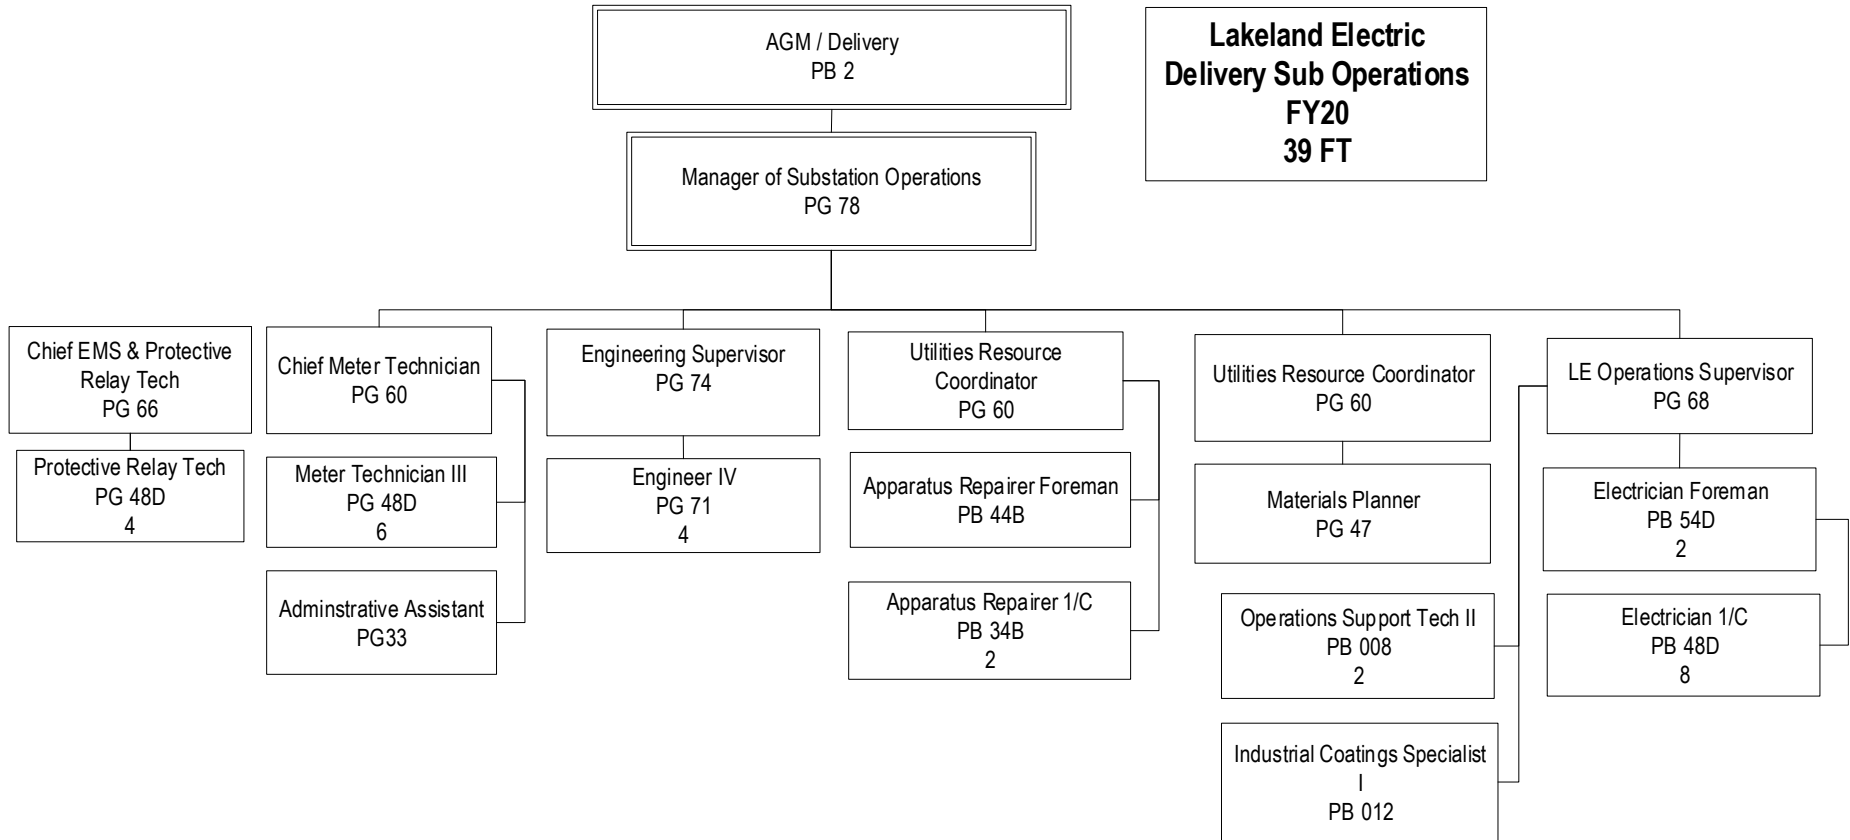 AGM / Delivery
PB 2
Lakeland Electric
Delivery Sub Operations
FY20
39 FT
Manager of Substation Operations
PG 78
Chief EMS & Protective
Relay Tech
PG 66
Protective Relay Tech
PG 48D
4
Chief Meter Technician
PG 60
Meter Technician III
PG 48D
6
Adminstrative Assistant
PG33
Engineering Supervisor
PG 74
Engineer IV
PG 71
4
Utilities Resource
Coordinator
PG 60
Apparatus Repairer Foreman
PB 44B
Apparatus Repairer 1/C
PB 34B
2
Utilities Resource Coordinator
PG 60
Materials Planner
PG 47
LE Operations Supervisor
PG 68
Operations Support Tech II
PB 008
2
Industrial Coatings Specialist
I
PB 012
Electrician Foreman
PB 54D
2
Electrician 1/C
PB 48D
8